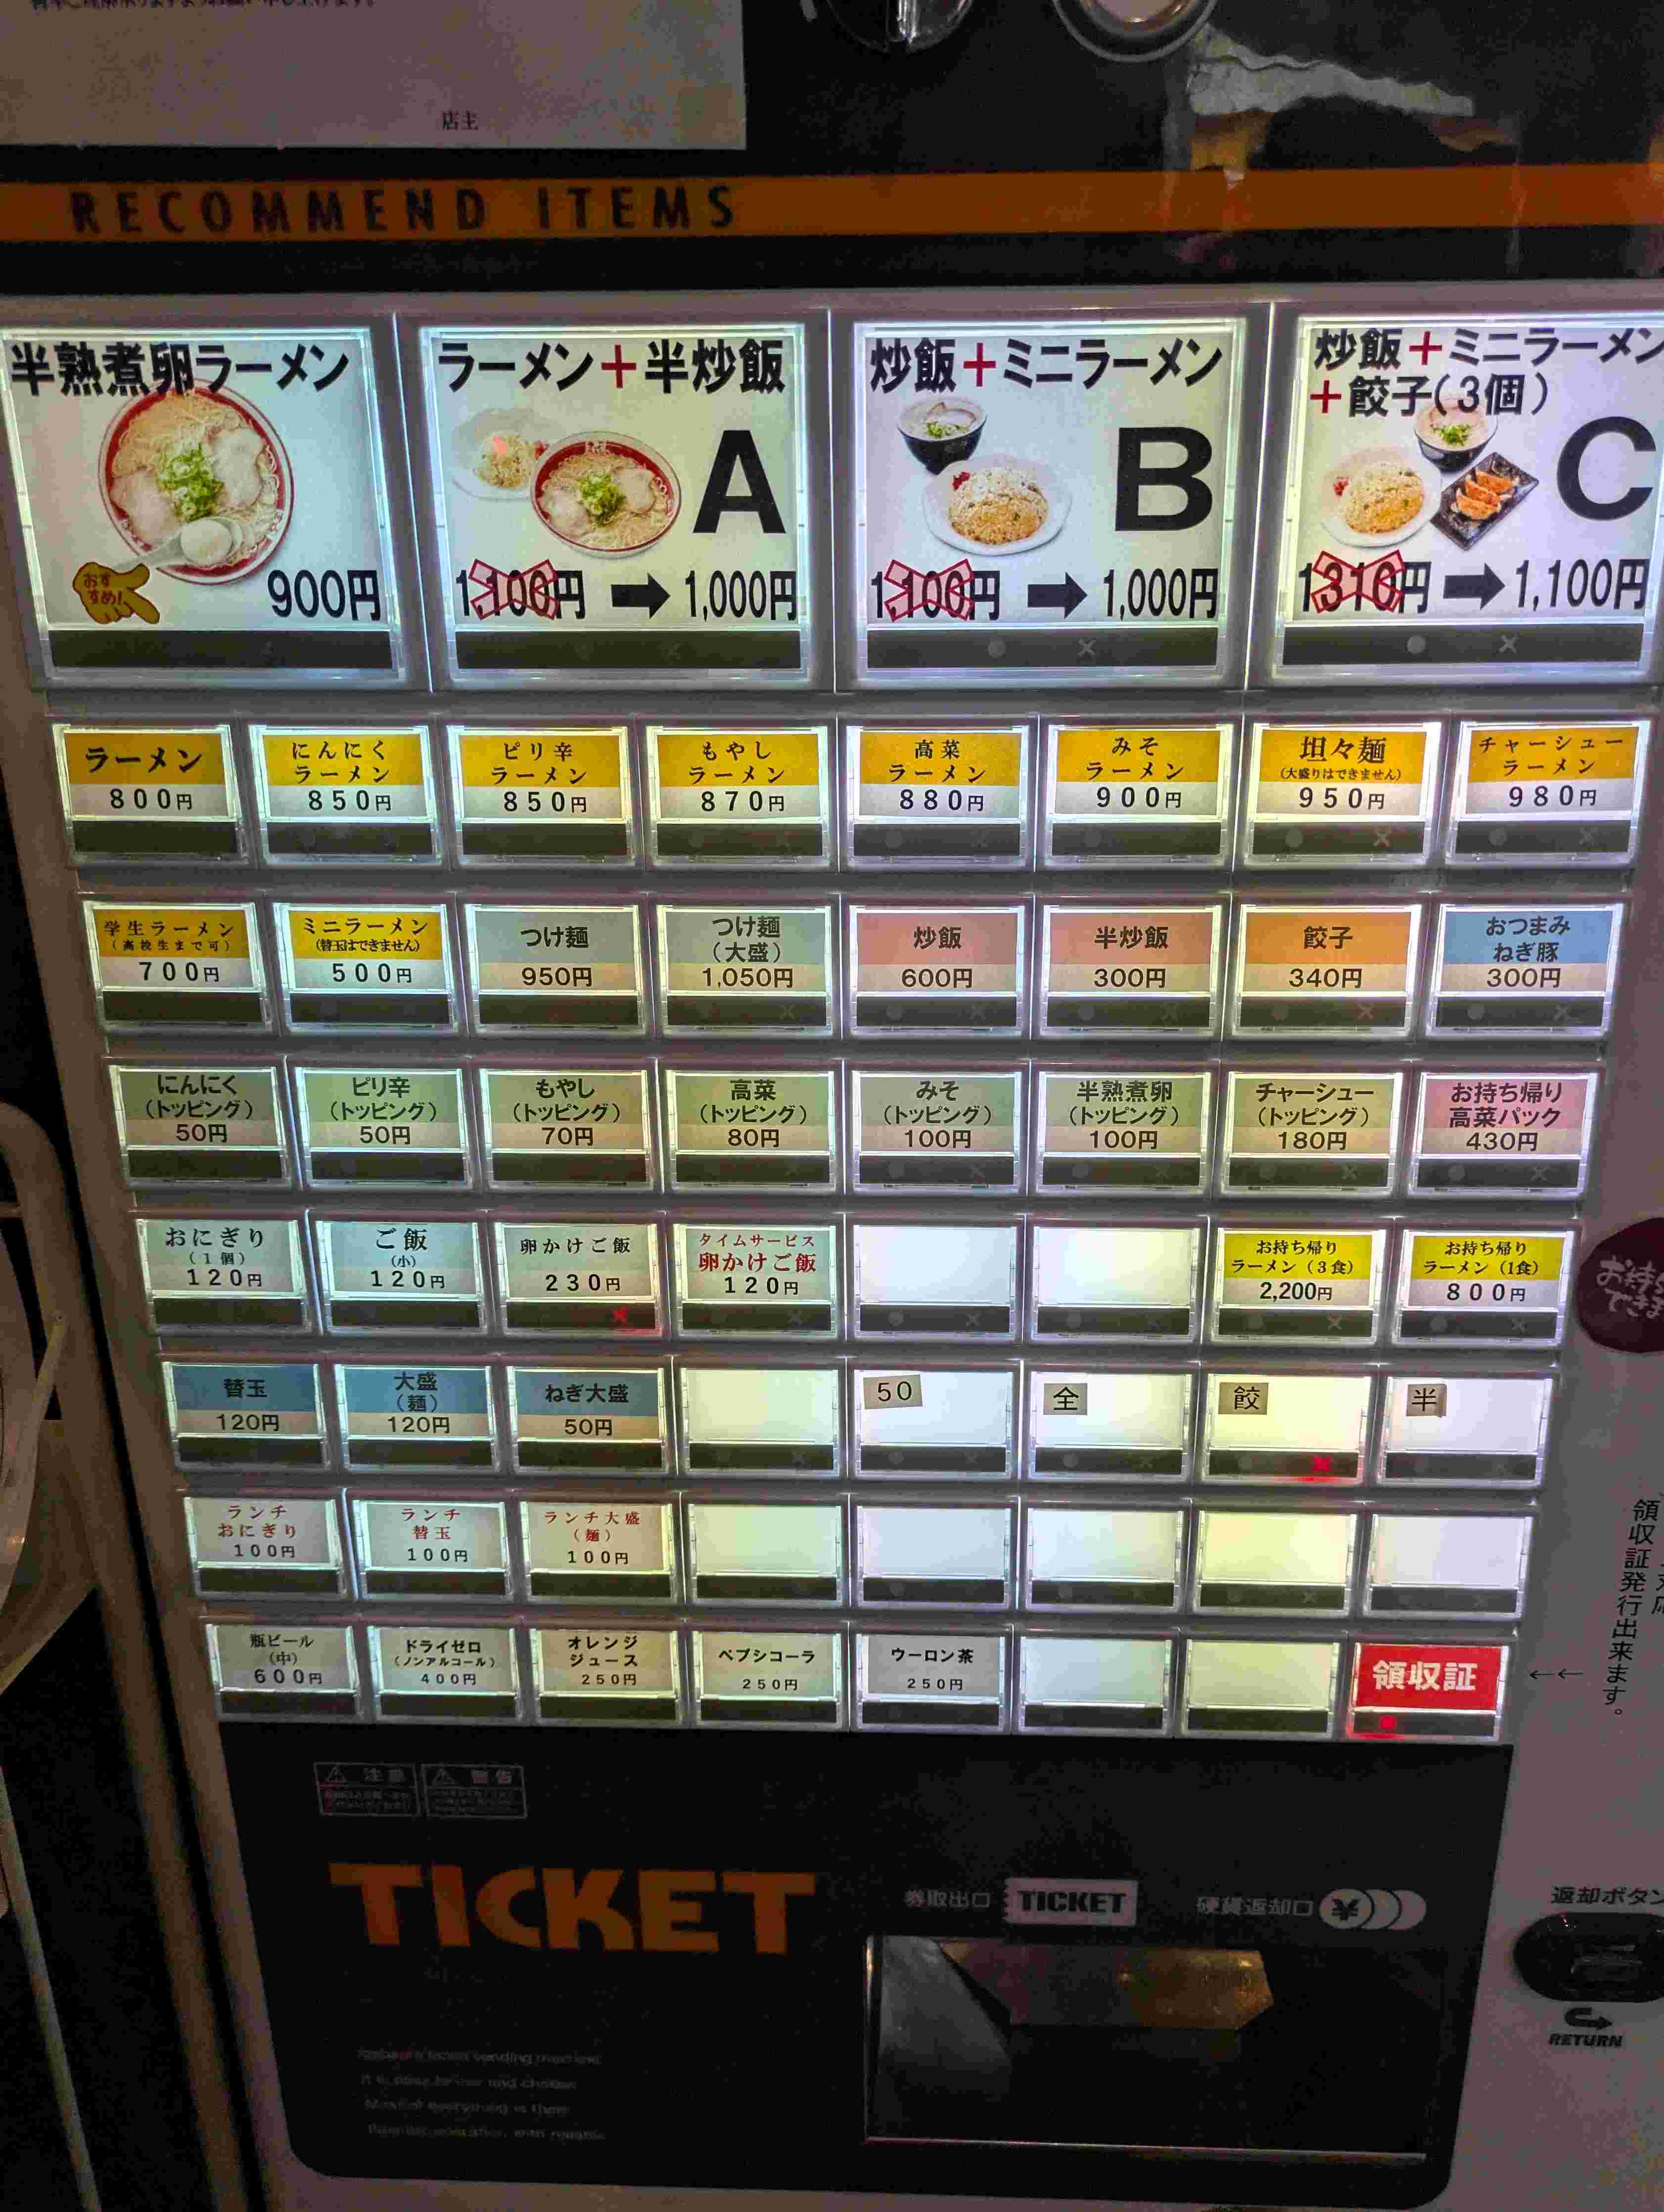 店主
RECOMMEND ITEMS
半熟煮卵ラーメン
おす
すめ!
900円
ラーメン+半炒飯
A
1,100円 → 1,000円
炒飯+ミニラーメン
B
1,100円 → 1,000円
炒飯+ミニラーメン
+餃子(3個)
C
1310円 → 1,100円
ラーメン
800円
にんにく
ラーメン
850円
ピリ辛
ラーメン
850円
もやし
ラーメン
870円
高菜
ラーメン
880円
みそ
ラーメン
900円
坦々麺
(大盛りはできません)
950円
チャーシュー
ラーメン
980円
学生ラーメン
(高校生まで可)
700円
ミニラーメン
(替玉はできません)
500円
つけ麺
950円
つけ麺
(大盛)
1,050円
炒飯
600円
半炒飯
300円
餃子
340円
おつまみ
ねぎ豚
300円
にんにく
(トッピング)
50円
ピリ辛
(トッピング)
50円
もやし
(トッピング)
70円
高菜
(トッピング)
80円
みそ
(トッピング)
100円
半熟煮卵
(トッピング)
100円
チャーシュー
(トッピング)
180円
お持ち帰り
高菜パック
430円
おにぎり
(1個)
120円
ご飯
(小)
120円
卵かけご飯
230円
タイムサービス
卵かけご飯
120円
お持ち帰り
ラーメン(3食)
2,200円
お持ち帰り
ラーメン(1食)
800円
替玉
120円
大盛
(麺)
120円
ねぎ大盛
50円
50
全
餃
半
ランチ
おにぎり
100円
ランチ
替玉
100円
ランチ大盛
(麺)
100円
瓶ビール
(中)
600円
ドライゼロ
(ノンアルコール)
400円
オレンジ
ジュース
250円
ペプシコーラ
250円
ウーロン茶
250円
領収証
←←
領収証発行出来ます。
注意
警告
TICKET
券取出口
TICKET
硬貨返却口
¥
返却ボタン
RETURN